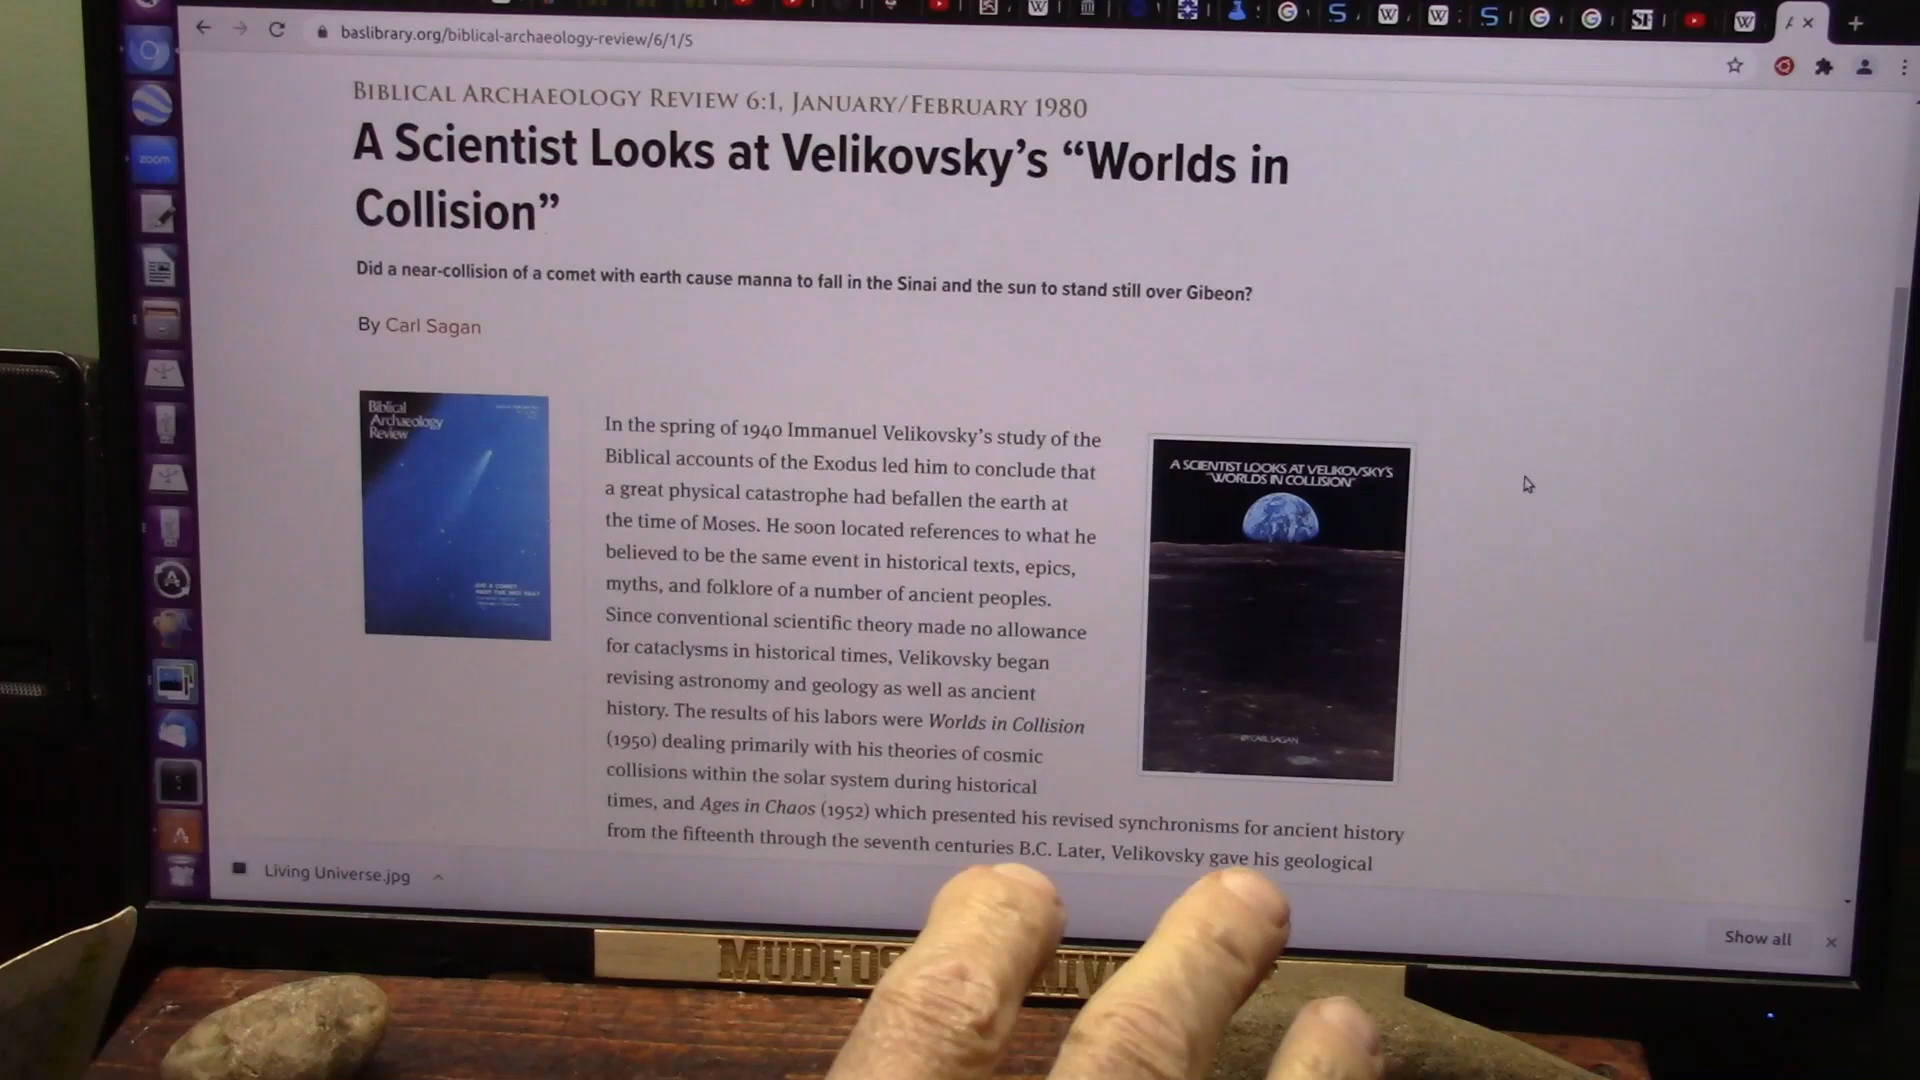 baslibrary.org/biblical-archaeology-review/6/1/5
BIBLICAL ARCHAEOLOGY REVIEW 6:1, JANUARY/FEBRUARY 1980
A Scientist Looks at Velikovsky's “Worlds in
Collision”
Did a near-collision of a comet with earth cause manna to fall in the Sinai and the sun to stand still over Gibeon?
By Carl Sagan
zoom
Biblical
Archaeology
Review
In the spring of 1940 Immanuel Velikovsky's study of the
Biblical accounts of the Exodus led him to conclude that
a great physical catastrophe had befallen the earth at
the time of Moses. He soon located references to what he
believed to be the same event in historical texts, epics,
myths, and folklore of a number of ancient peoples.
Since conventional scientific theory made no allowance
for cataclysms in historical times, Velikovsky began
revising astronomy and geology as well as ancient
history. The results of his labors were Worlds in Collision
(1950) dealing primarily with his theories of cosmic
collisions within the solar system during historical
times, and Ages in Chaos (1952) which presented his revised synchronisms for ancient history
from the fifteenth through the seventh centuries B.C. Later, Velikovsky gave his geological
A SCIENTIST LOOKS AT VELIKOVSKY'S
“WORLDS IN COLLISION”
BY CARL SAGAN
Living Universe.jpg
Show all
MUDFOS